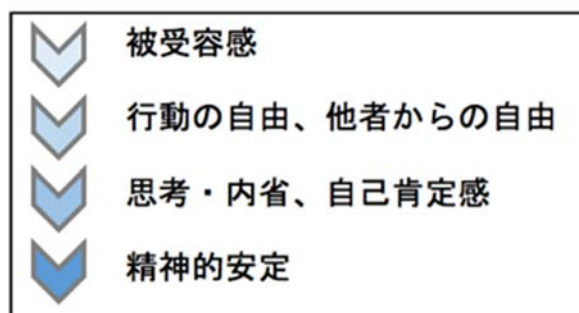 被受容感
行動の自由、他者からの自由
思考・内省、自己肯定感
精神的安定